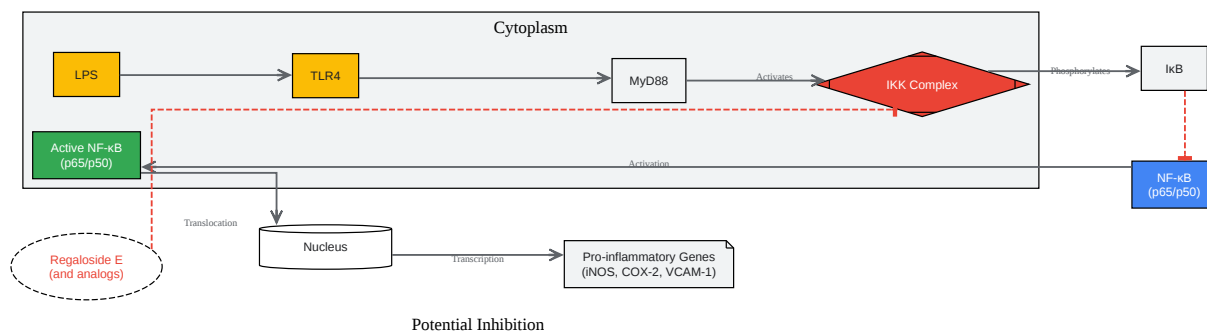 Cytoplasm
LPS
TLR4
MyD88
Activates
IKK Complex
Phosphorylates
IκB
Active NF-κB
(p65/p50)
Activation
NF-κB
(p65/p50)
Translocation
Regaloside E
(and analogs)
Nucleus
Transcription
Pro-inflammatory Genes
(iNOS, COX-2, VCAM-1)
Potential Inhibition